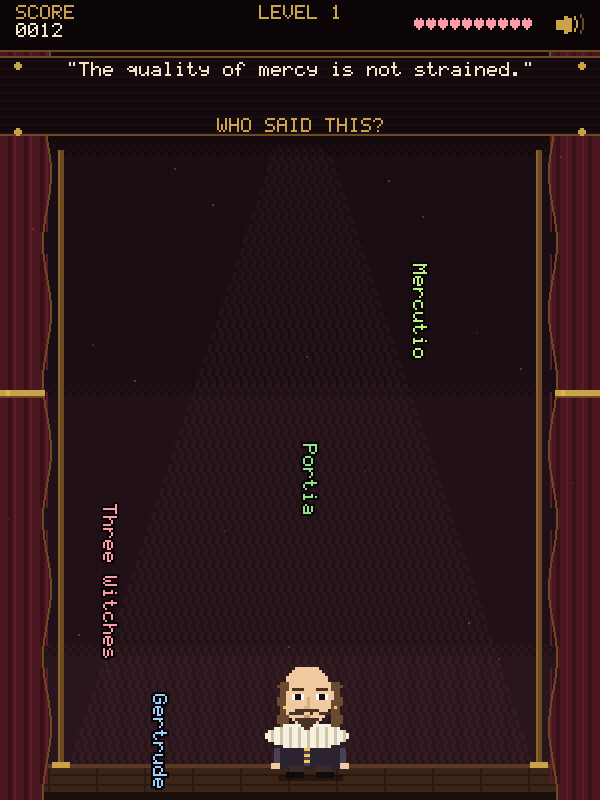 SCORE
0012
LEVEL 1
"The quality of mercy is not strained."
WHO SAID THIS?
Mercutio
Portia
Three Witches
Gertrude